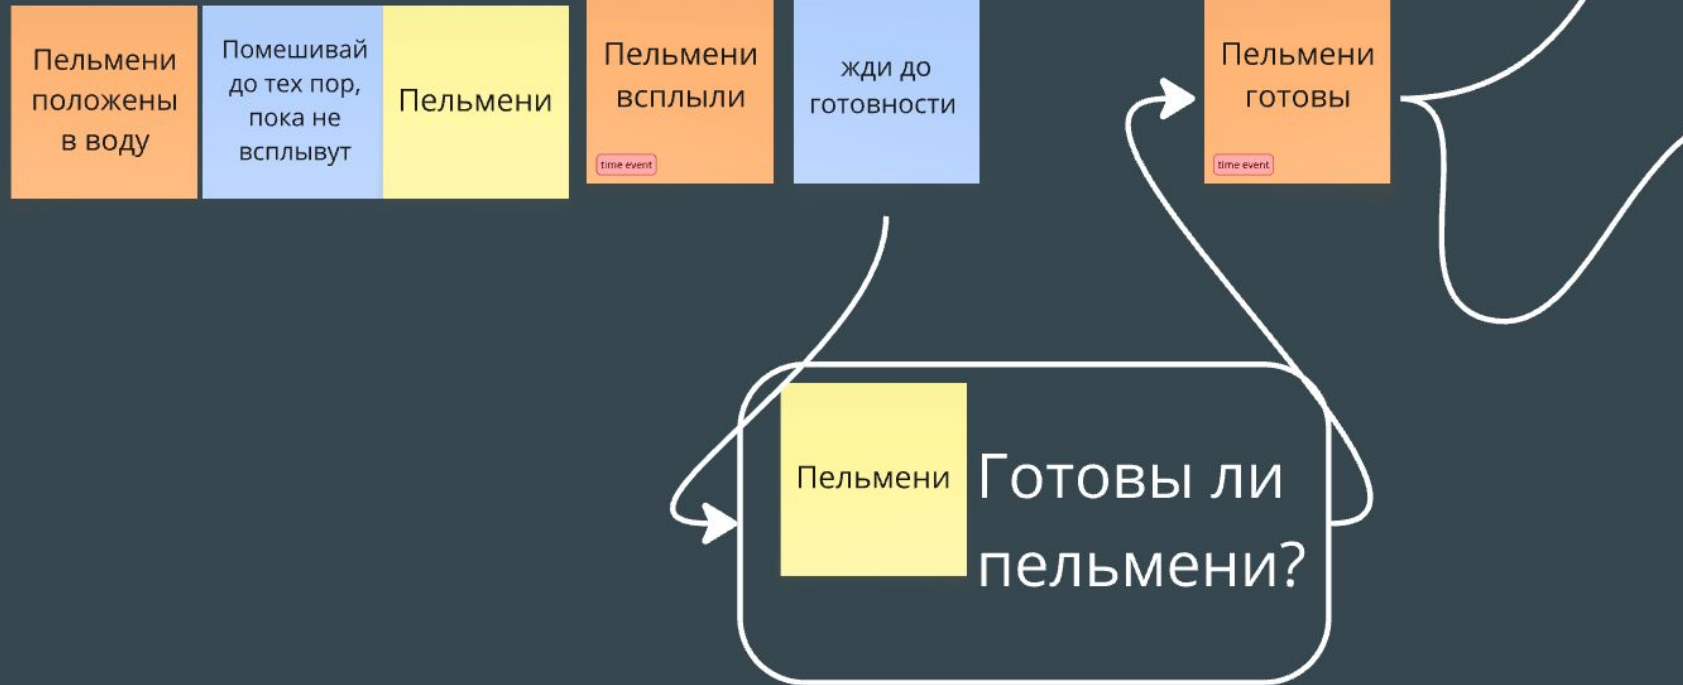 Пельмени
положены
в воду
Помешивай
до тех пор,
пока не
всплывут
Пельмени
Пельмени
всплыли
time event
жди до
готовности
Пельмени
готовы
time event
Пельмени
Готовы ли
пельмени?